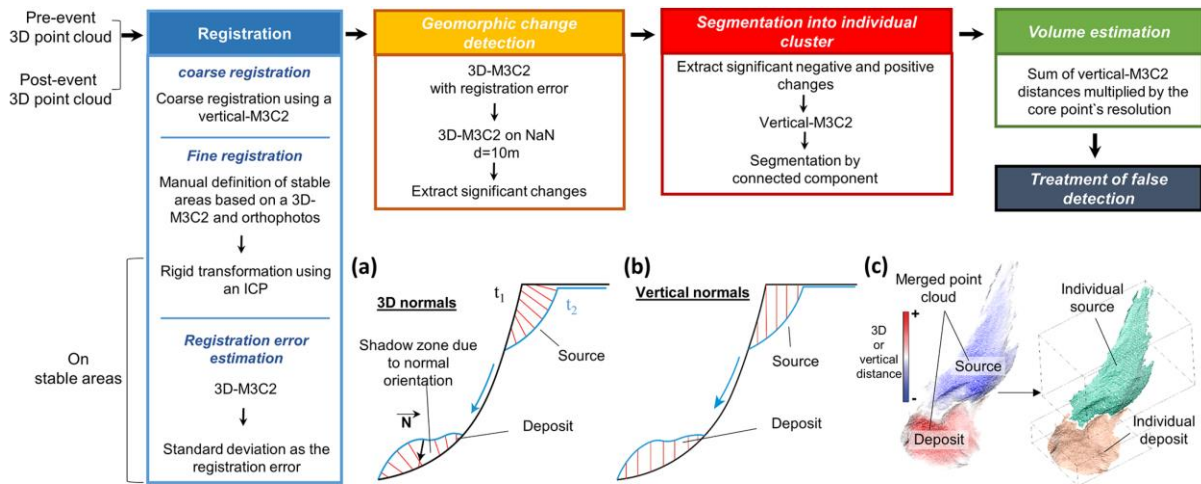 Pre-event
3D point cloud
Post-event
3D point cloud
Registration
coarse registration
Coarse registration using a
vertical-M3C2
Fine registration
Manual definition of stable
areas based on a 3D-
M3C2 and orthophotos
Rigid transformation using
an ICP
Registration error
estimation
3D-M3C2
Standard deviation as the
registration error
On
stable areas
Geomorphic change
detection
3D-M3C2
with registration error
3D-M3C2 on NaN
d=10m
Extract significant changes
Segmentation into individual
cluster
Extract significant negative and positive
changes
Vertical-M3C2
Segmentation by
connected component
Volume estimation
Sum of vertical-M3C2
distances multiplied by the
core point`s resolution
Treatment of false
detection
(a)
3D normals
t1
t2
Shadow zone due
to normal
orientation
Source
N
Deposit
(b)
Vertical normals
Source
Deposit
(c)
Merged point
cloud
+
3D
or
vertical
distance
-
Source
Deposit
Individual
source
Individual
deposit